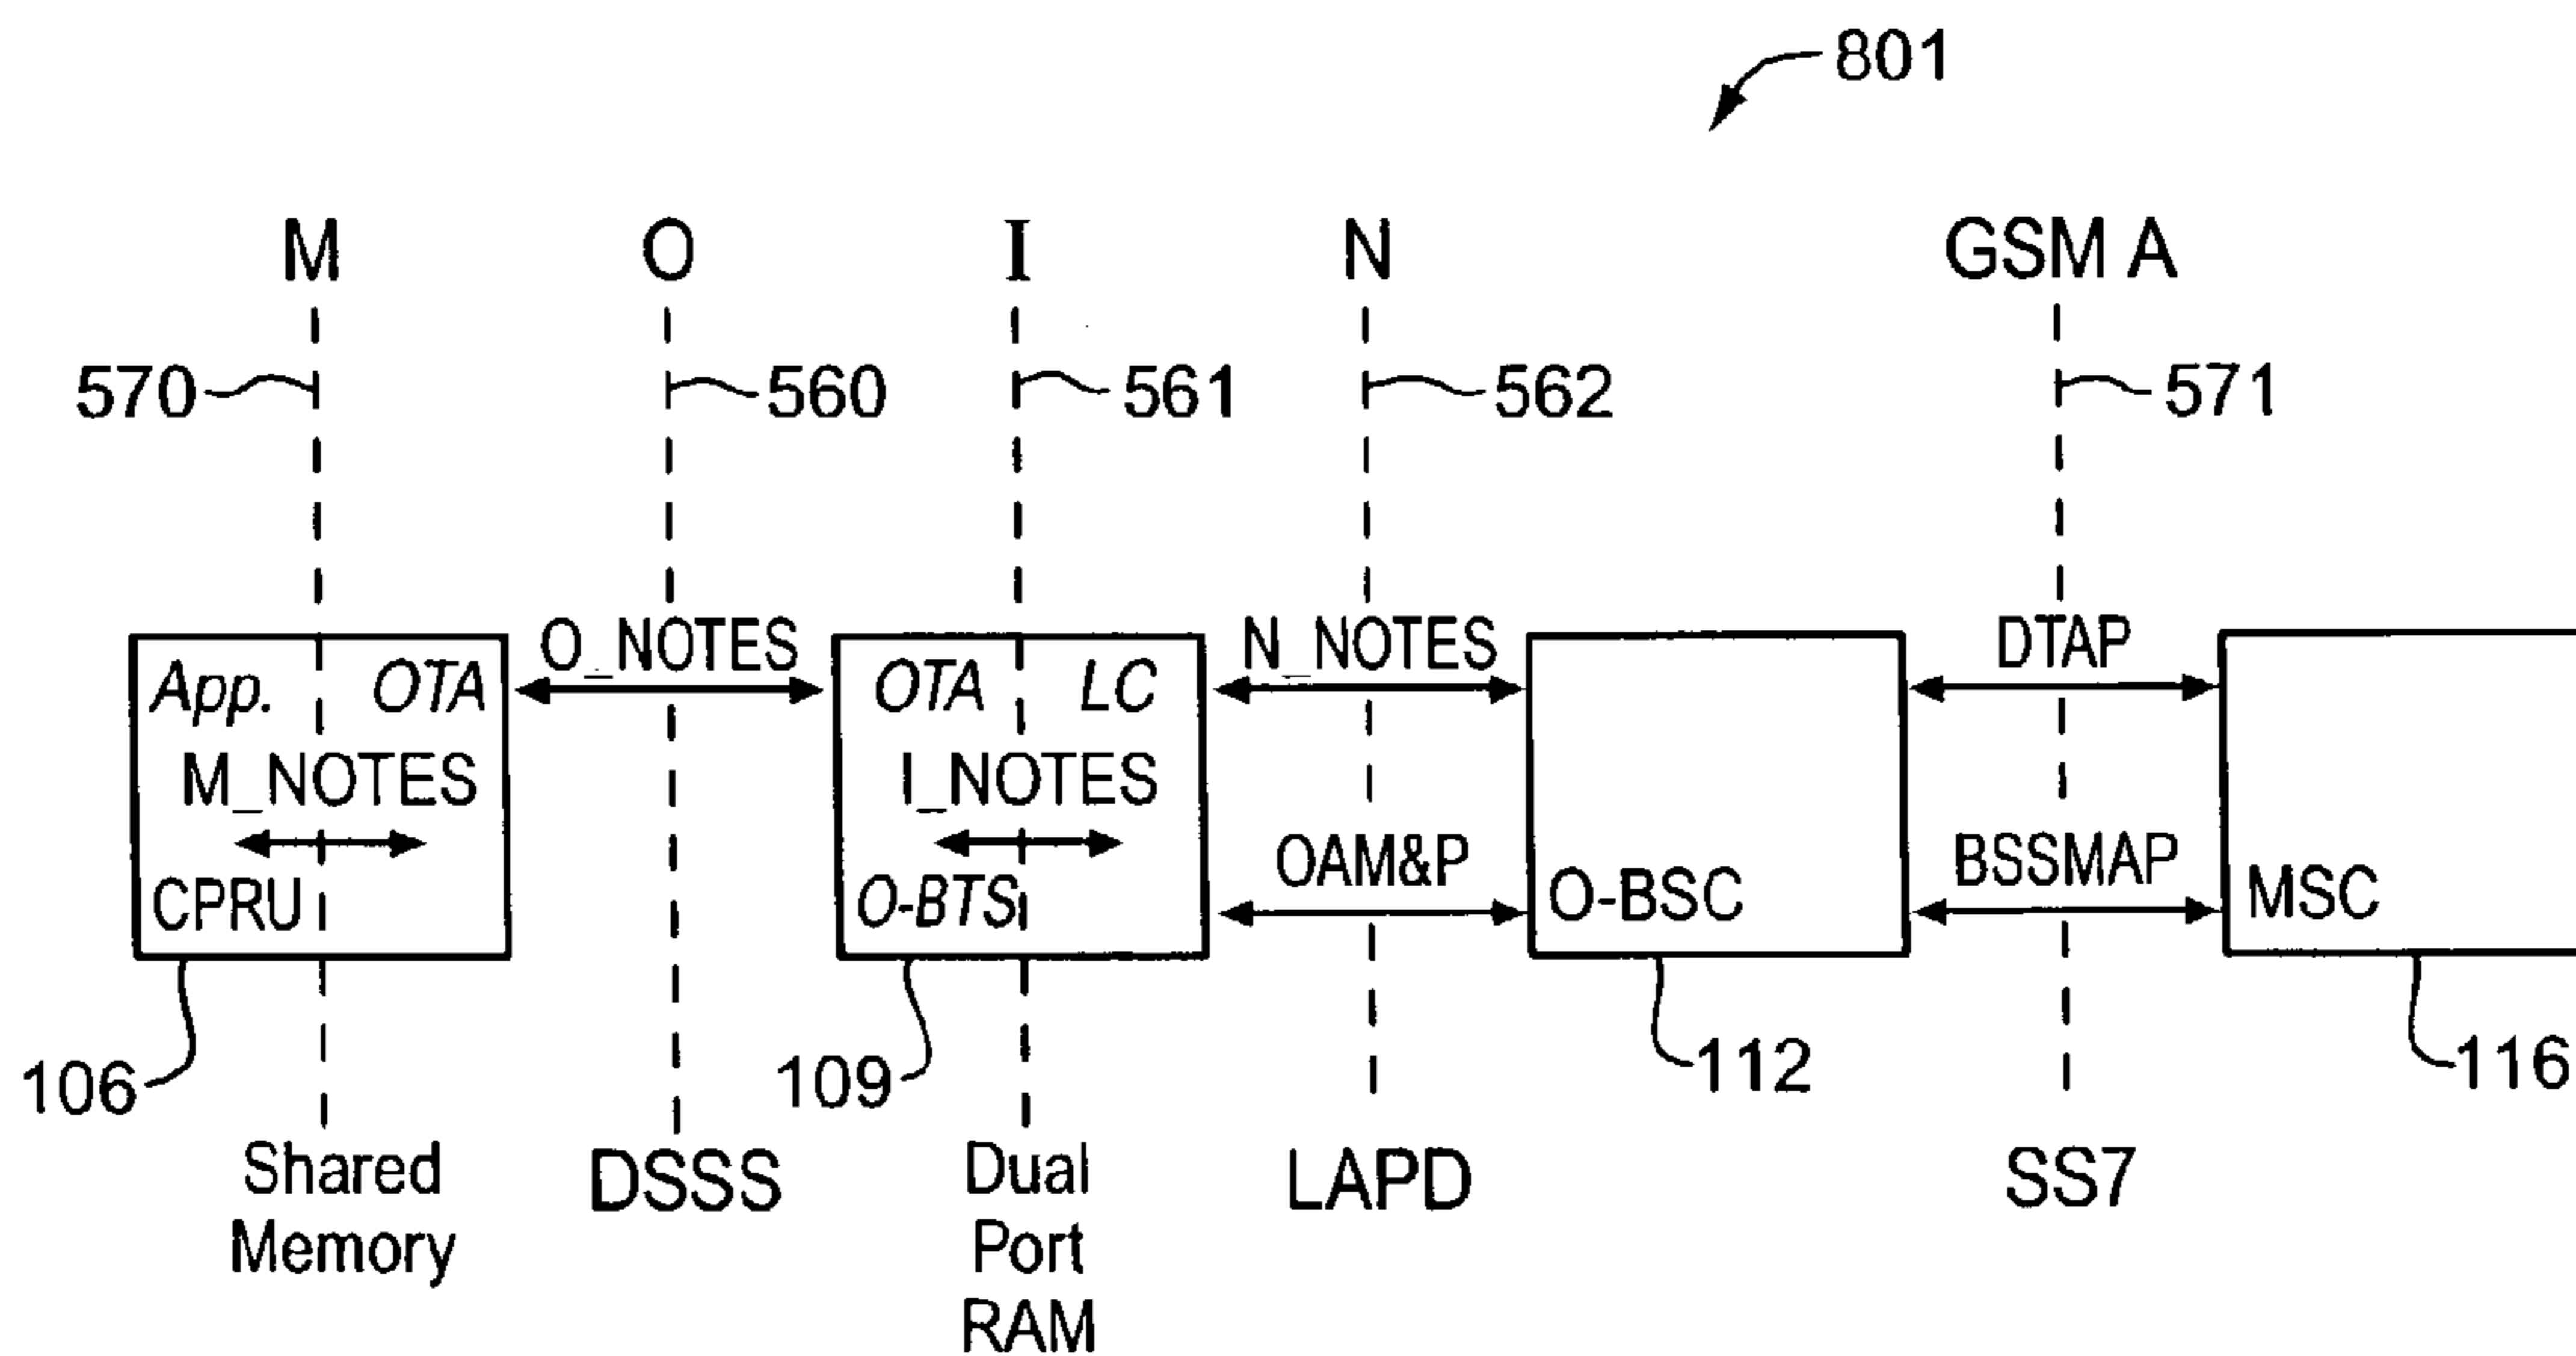 801
M O I N GSM A
570 560 561 562 571
O_NOTES N_NOTES DTAP
App. OTA OTA LC
M_NOTES I_NOTES
OAM&P BSSMAP
CPRU O-BTS O-BSC MSC
106 109 112 116
Shared DSSS Dual LAPD SS7
Memory Port
RAM